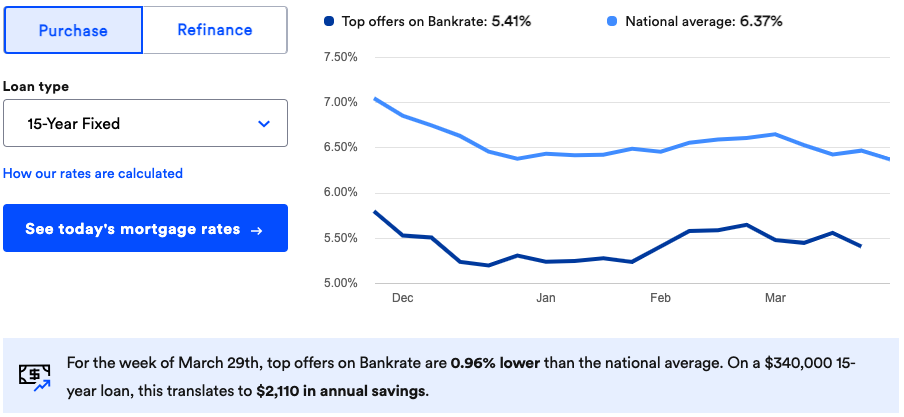 Purchase
Refinance
Loan type
15-Year Fixed
How our rates are calculated
See today's mortgage rates →
Top offers on Bankrate: 5.41%
National average: 6.37%
7.50%
7.00%
6.50%
6.00%
5.50%
5.00%
Dec
Jan
Feb
Mar
For the week of March 29th, top offers on Bankrate are 0.96% lower than the national average. On a $340,000 15-
year loan, this translates to $2,110 in annual savings.